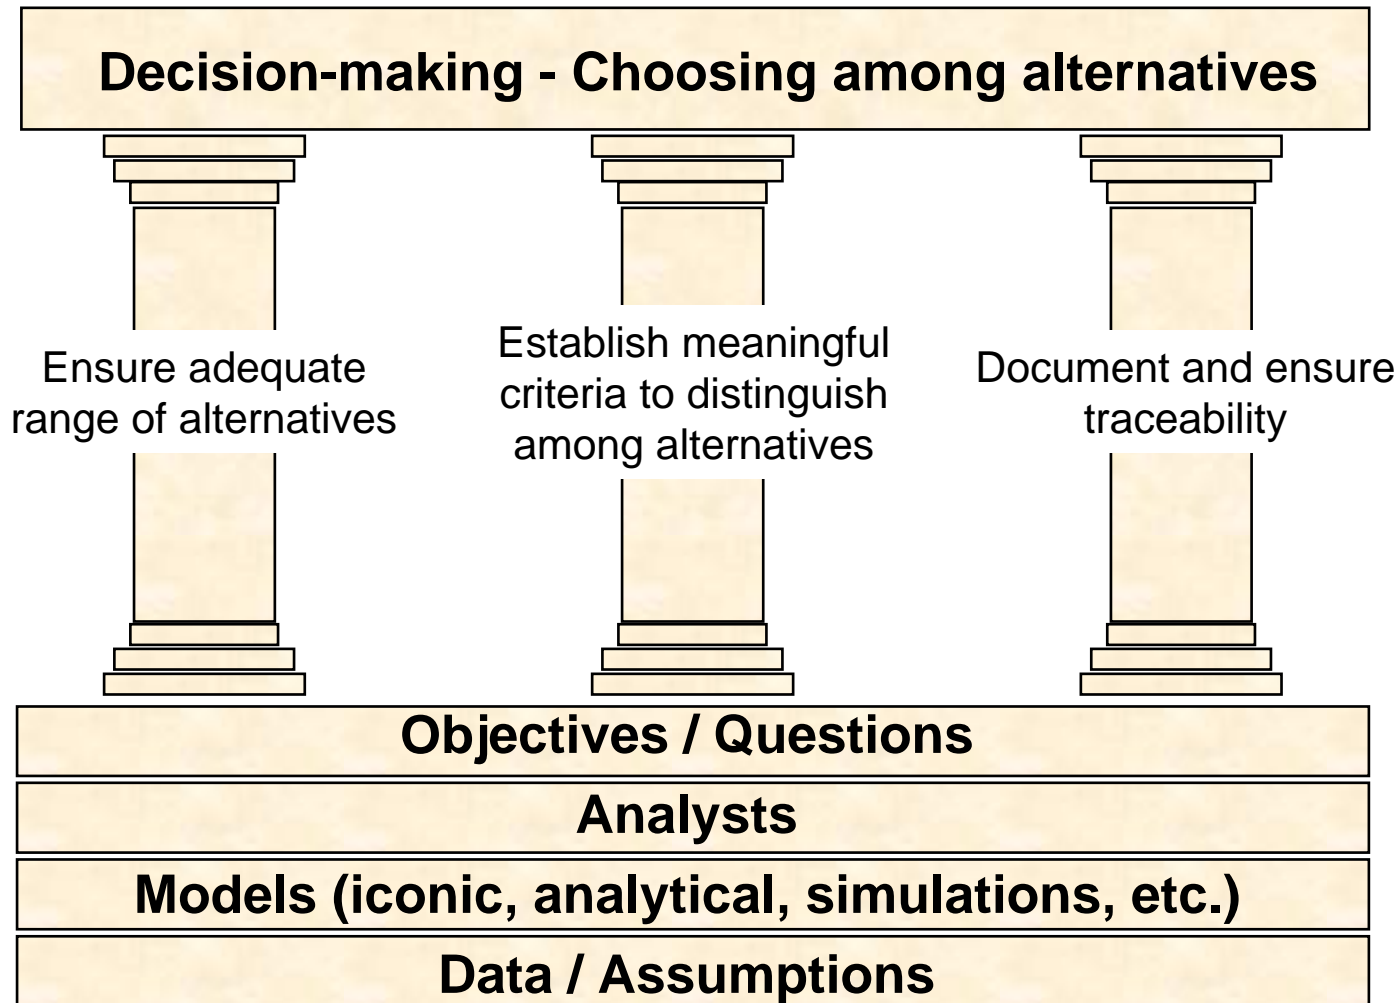 Decision-making - Choosing among alternatives
Ensure adequate
range of alternatives
Establish meaningful
criteria to distinguish
among alternatives
Document and ensure
traceability
Objectives / Questions
Analysts
Models (iconic, analytical, simulations, etc.)
Data / Assumptions